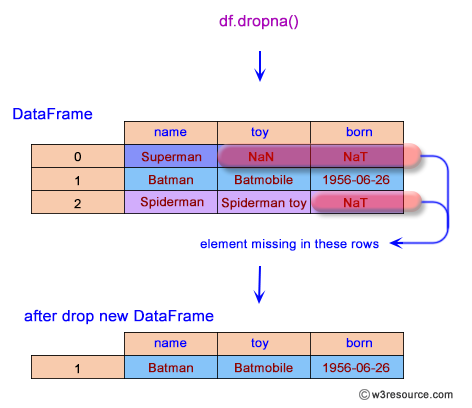 df.dropna()
DataFrame
name toy born
0 Superman NaN NaT
1 Batman Batmobile 1956-06-26
2 Spiderman Spiderman toy NaT
element missing in these rows
after drop new DataFrame
name toy born
1 Batman Batmobile 1956-06-26
© w3resource.com